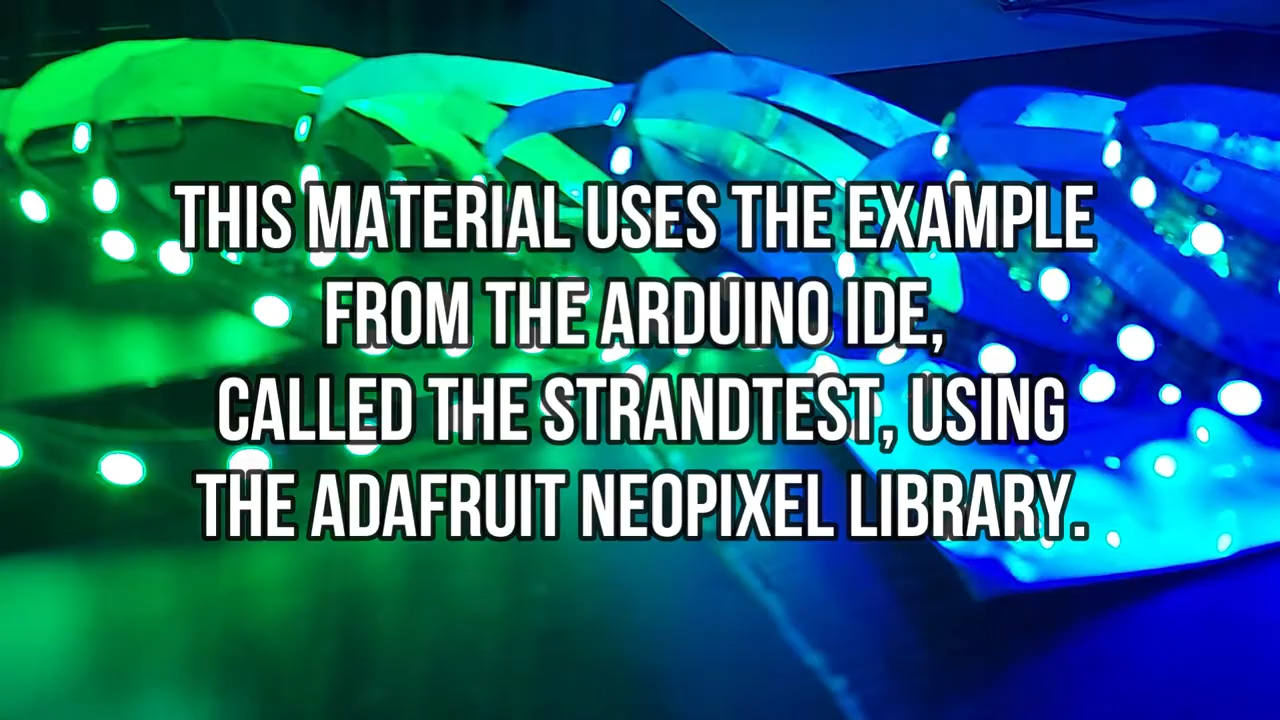 THIS MATERIAL USES THE EXAMPLE
FROM THE ARDUINO IDE,
CALLED THE STRANDTEST, USING
THE ADAFRUIT NEOPIXEL LIBRARY.